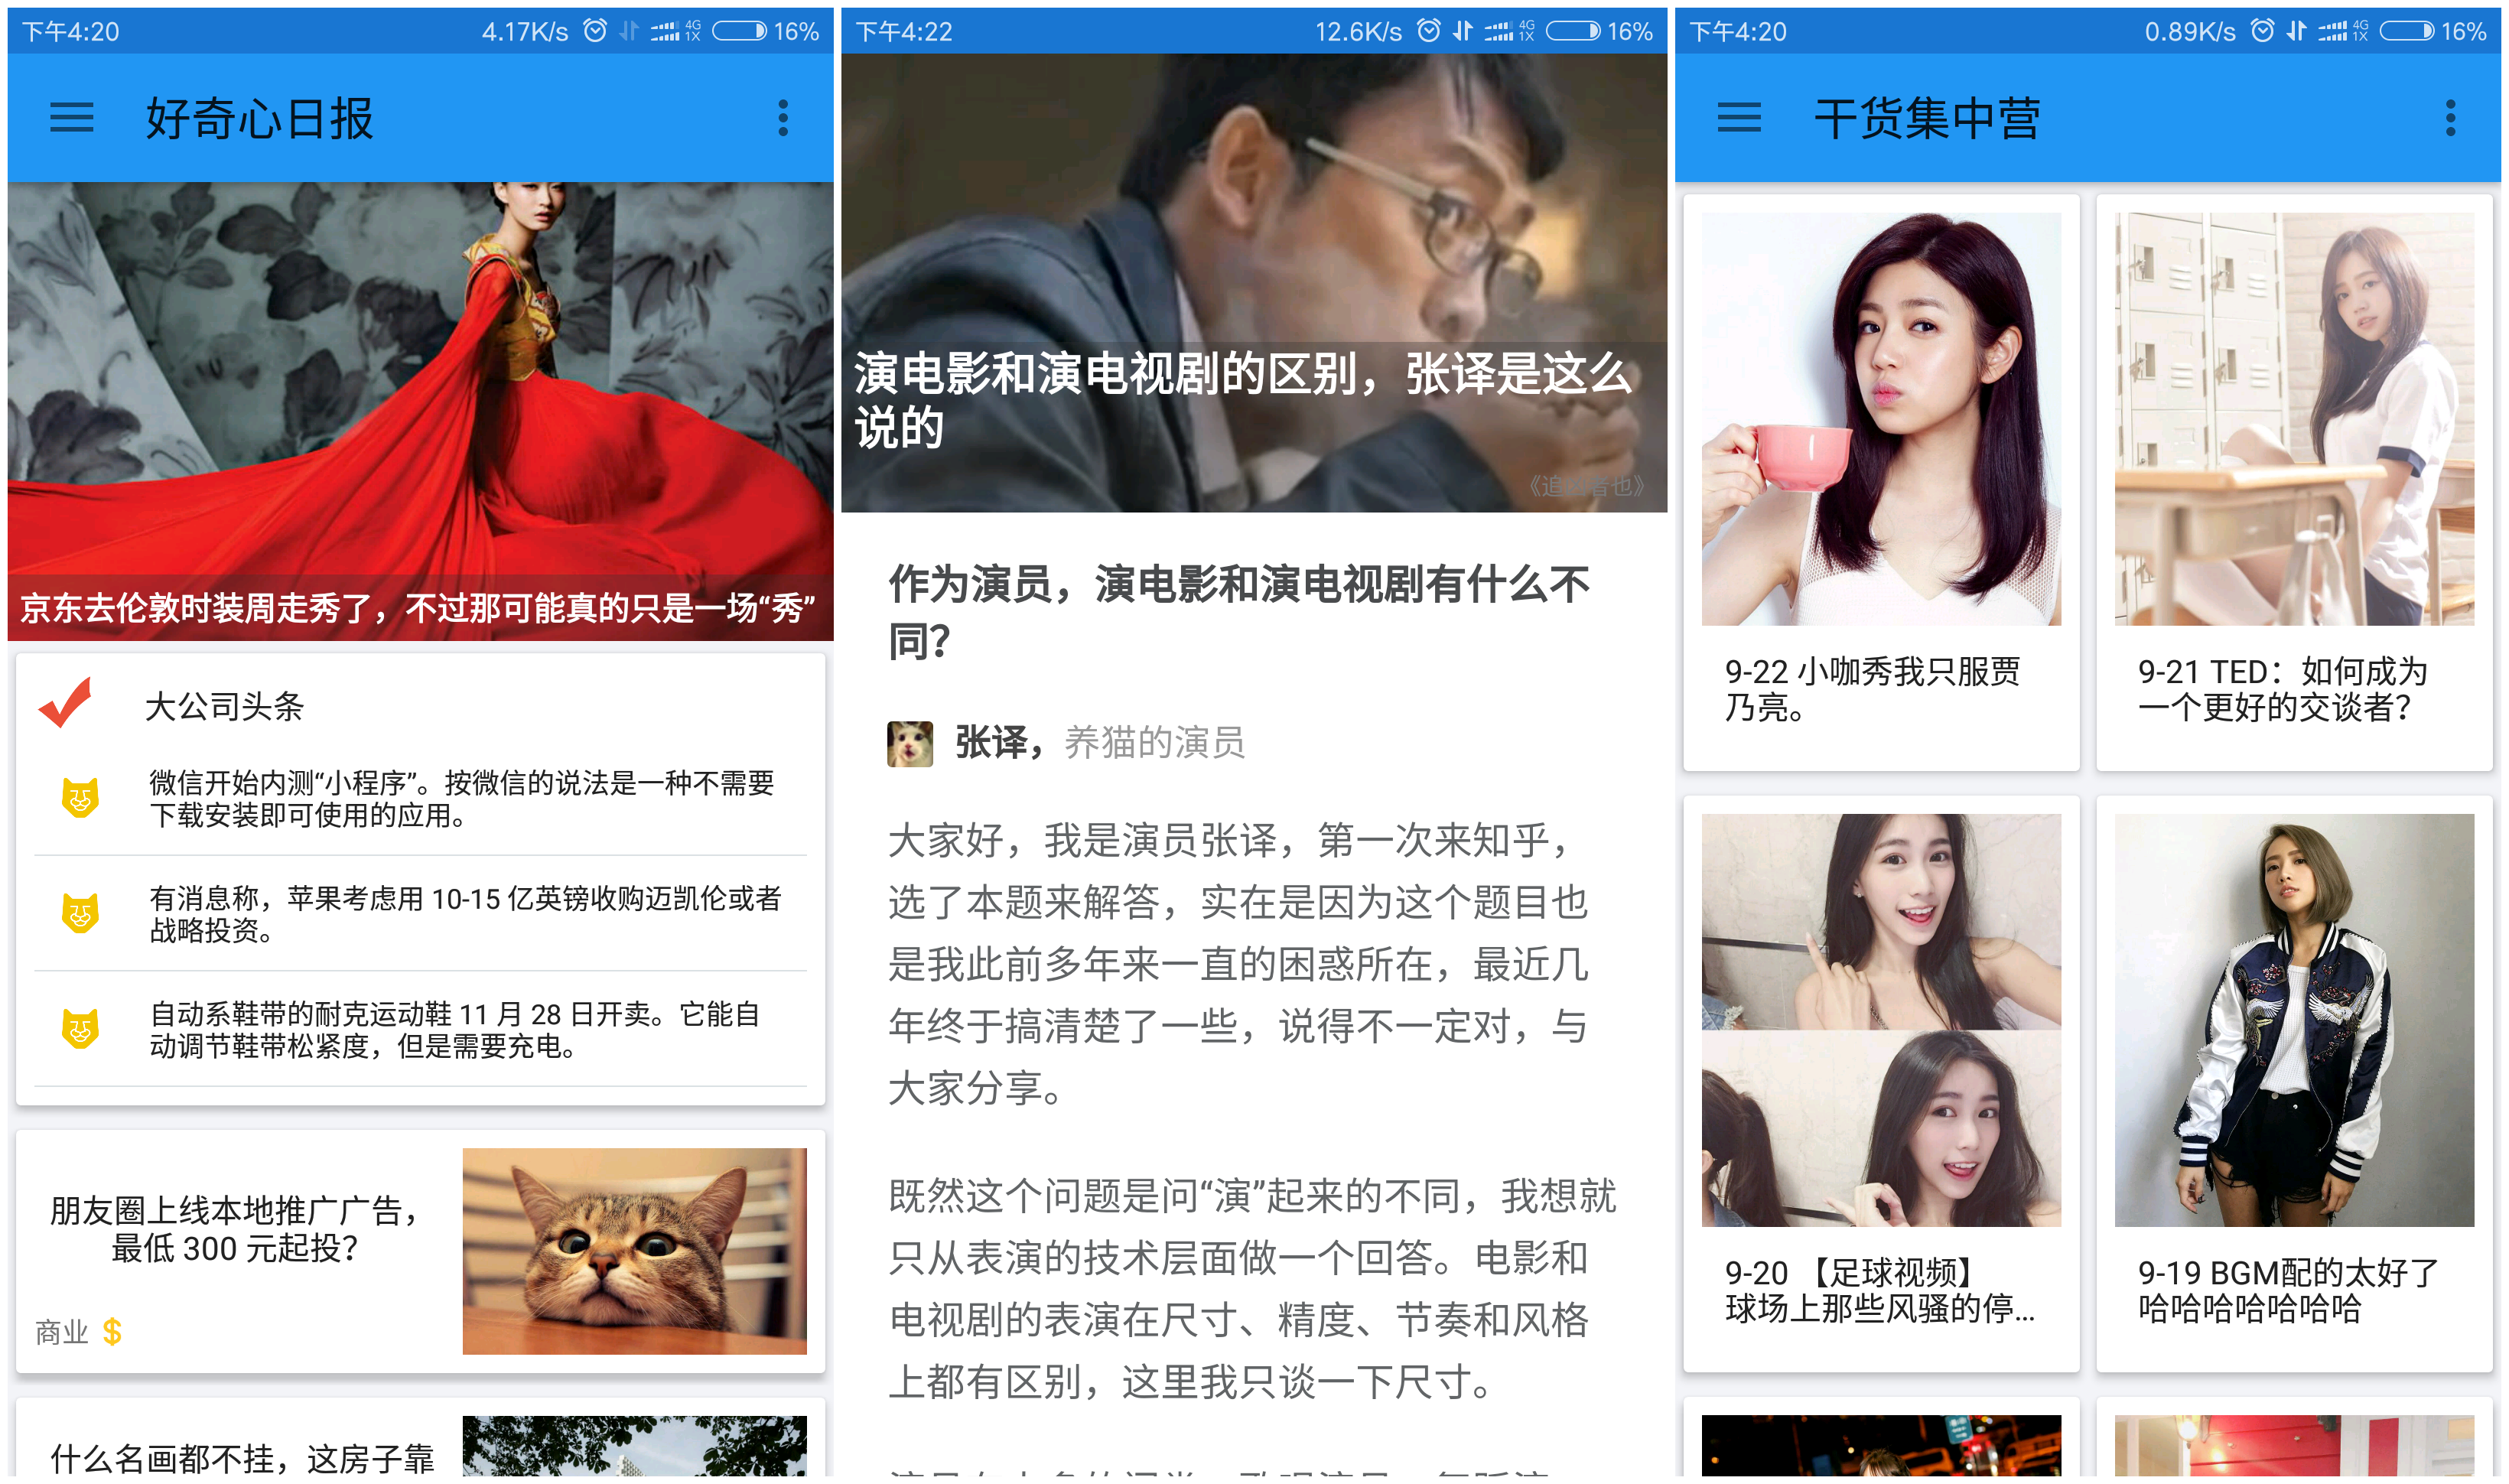 下午4:20
4.17K/s
4G
1X
16%
好奇心日报
京东去伦敦时装周走秀了，不过那可能真的只是一场“秀”
大公司头条
微信开始内测“小程序”。按微信的说法是一种不需要
下载安装即可使用的应用。
有消息称，苹果考虑用 10-15 亿英镑收购迈凯伦或者
战略投资。
自动系鞋带的耐克运动鞋 11 月 28 日开卖。它能自
动调节鞋带松紧度，但是需要充电。
朋友圈上线本地推广广告，
最低 300 元起投？
商业
什么名画都不挂，这房子靠
下午4:22
12.6K/s
4G
1X
16%
演电影和演电视剧的区别，张译是这么
说的
《追凶者也》
作为演员，演电影和演电视剧有什么不
同？
张译，养猫的演员
大家好，我是演员张译，第一次来知乎，
选了本题来解答，实在是因为这个题目也
是我此前多年来一直的困惑所在，最近几
年终于搞清楚了一些，说得不一定对，与
大家分享。
既然这个问题是问“演”起来的不同，我想就
只从表演的技术层面做一个回答。电影和
电视剧的表演在尺寸、精度、节奏和风格
上都有区别，这里我只谈一下尺寸。
下午4:20
0.89K/s
4G
1X
16%
干货集中营
9-22 小咖秀我只服贾
乃亮。
9-21 TED：如何成为
一个更好的交谈者？
9-20 【足球视频】
球场上那些风骚的停...
9-19 BGM配的太好了
哈哈哈哈哈哈哈